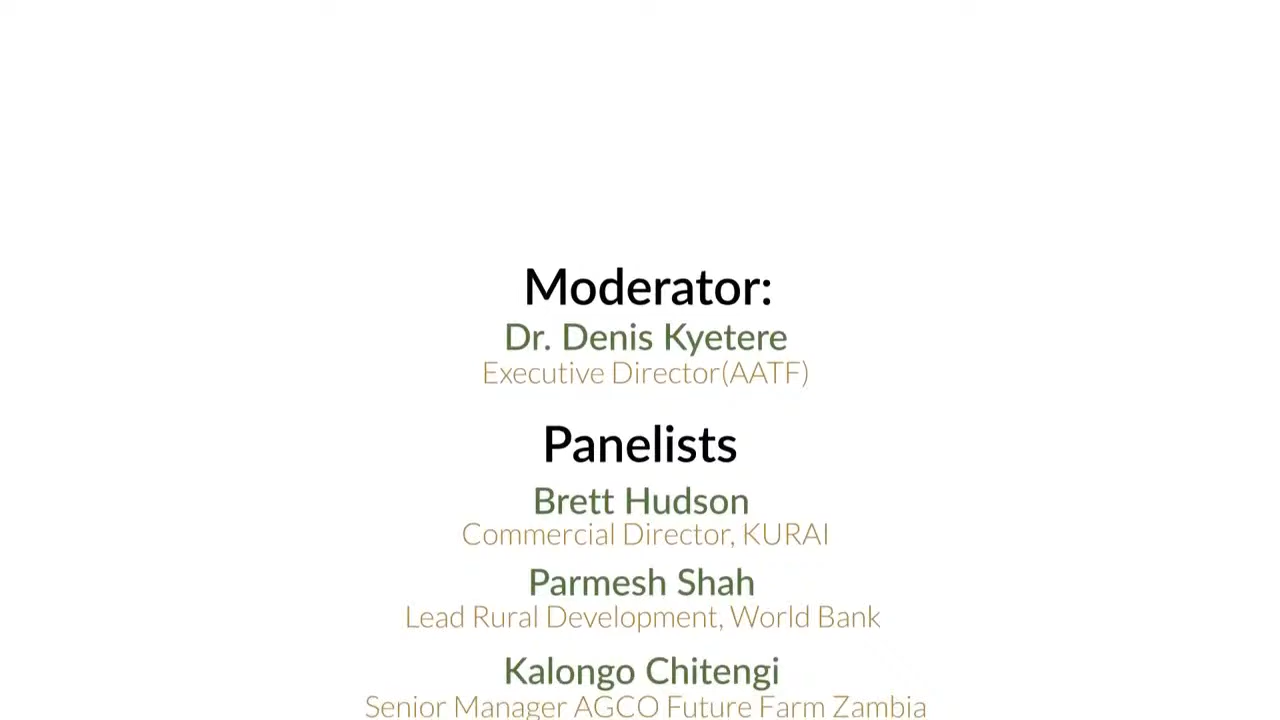 Moderator:
Dr. Denis Kyetere
Executive Director(AATF)
Panelists
Brett Hudson
Commercial Director, KURAI
Parmesh Shah
Lead Rural Development, World Bank
Kalongo Chitengi
Senior Manager AGCO Future Farm Zambia